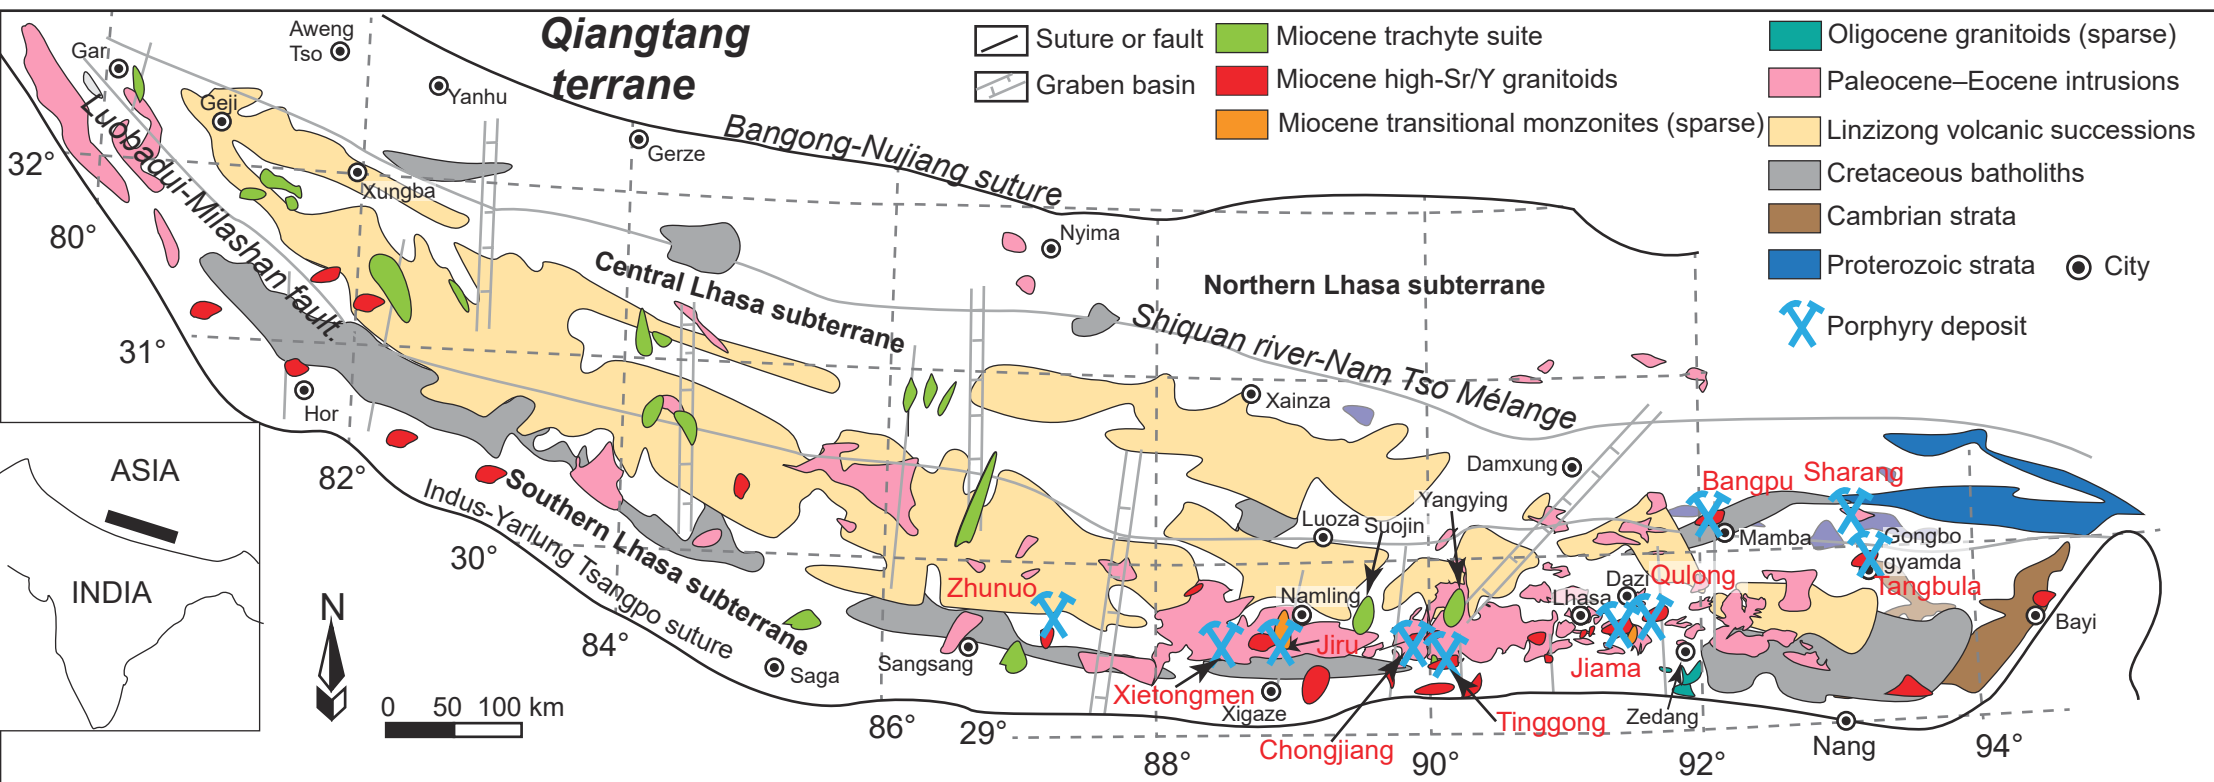 Qiangtang
terrane
Aweng
Tso
Gar
Yanhu
Geji
Gerze
Xungba
Luobadui-Milashan fault.
Bangong-Nujiang suture
Nyima
Central Lhasa subterrane
Northern Lhasa subterrane
Shiquan river-Nam Tso Mélange
Southern Lhasa subterrane
Indus-Yarlung Tsangpo suture
Suture or fault
Graben basin
Miocene trachyte suite
Miocene high-Sr/Y granitoids
Miocene transitional monzonites (sparse)
Oligocene granitoids (sparse)
Paleocene–Eocene intrusions
Linzizong volcanic successions
Cretaceous batholiths
Cambrian strata
Proterozoic strata
City
Porphyry deposit
32°
80°
31°
82°
30°
84°
86°
29°
88°
90°
92°
94°
Hor
Xainza
Damxung
Yangying
Luoza
Suojin
Bangpu
Sharang
Mamba
Gongbo
gyamda
Tangbula
Zhunuo
Namling
Lhasa
Dazi
Qulong
Bayi
Saga
Sangsang
Jiru
Jiama
Xietongmen
Xigaze
Chongjiang
Tinggong
Zedang
Nang
ASIA
INDIA
N
0 50 100 km